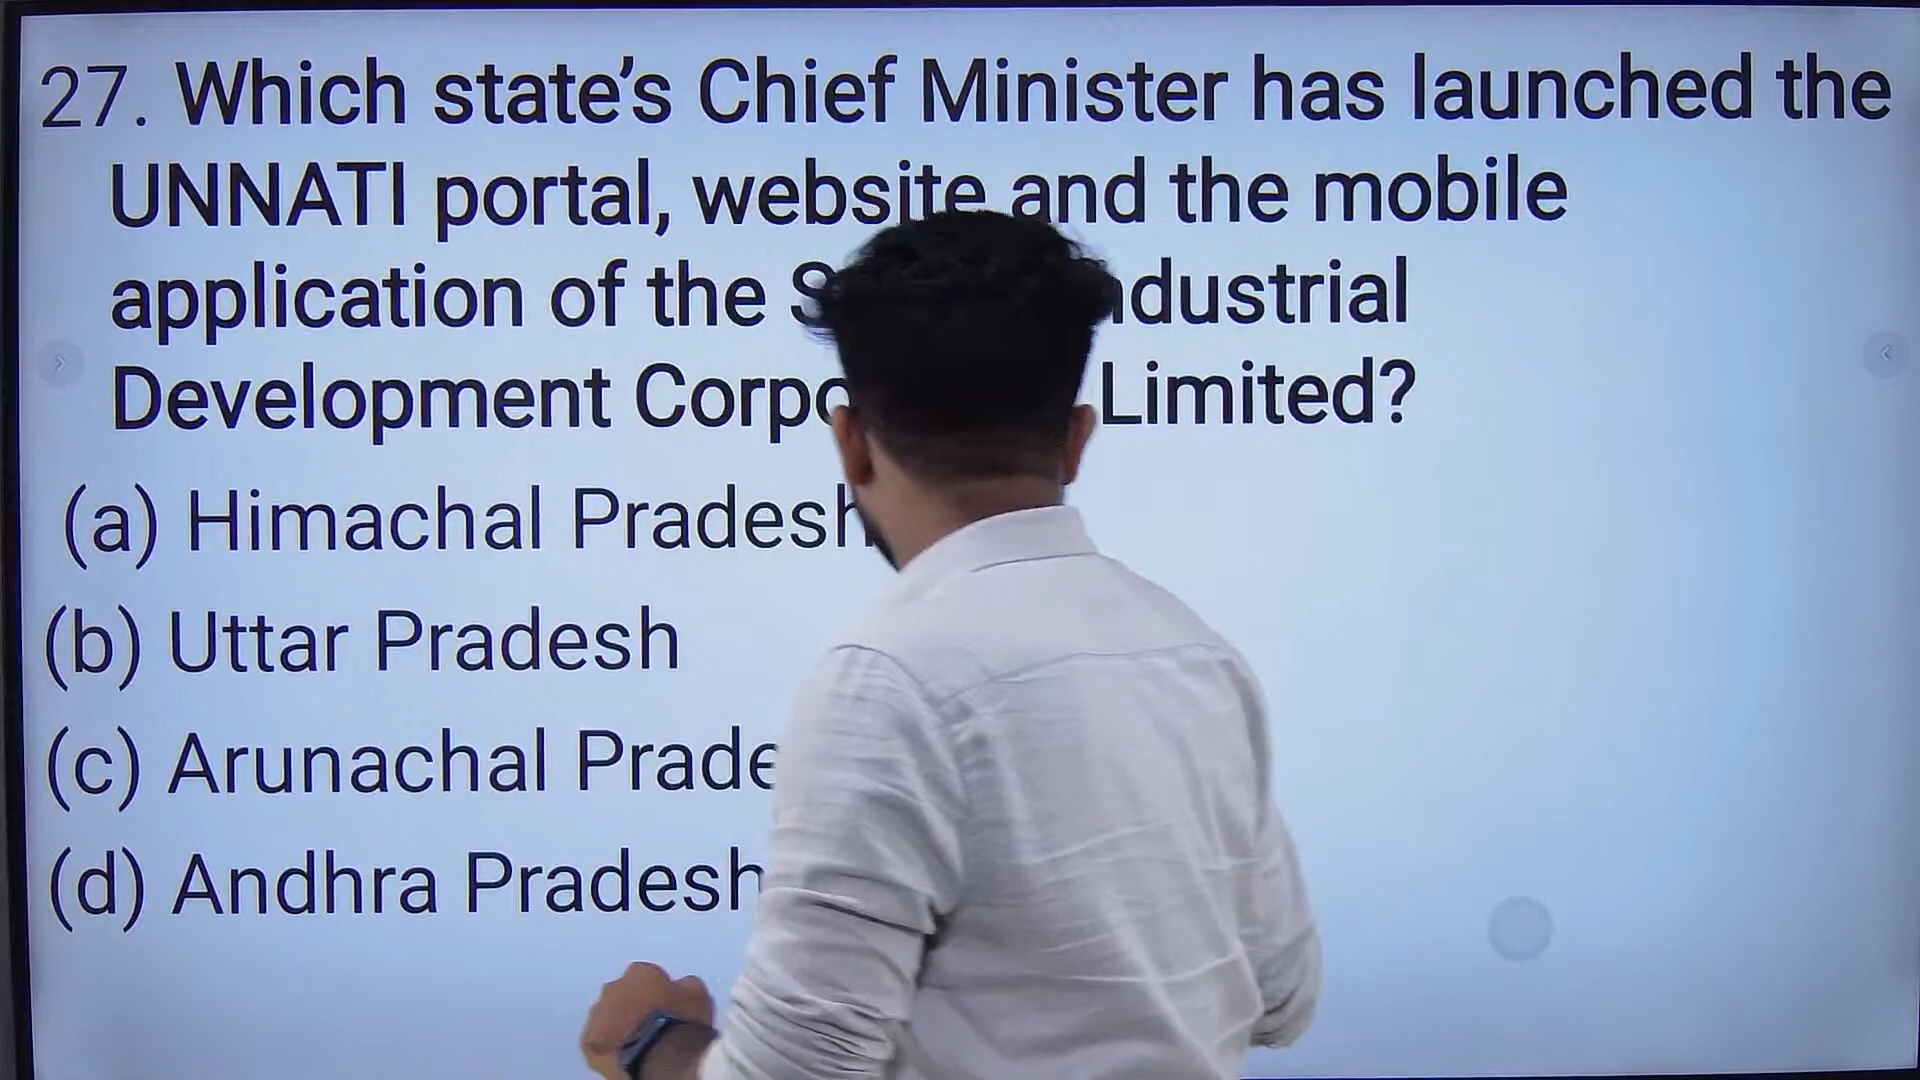 27. Which state's Chief Minister has launched the
UNNATI portal, website and the mobile
application of the
Development Limited?
(a) Himachal Pradesh
(b) Uttar Pradesh
(c) Arunachal
(d) Andhra Pradesh